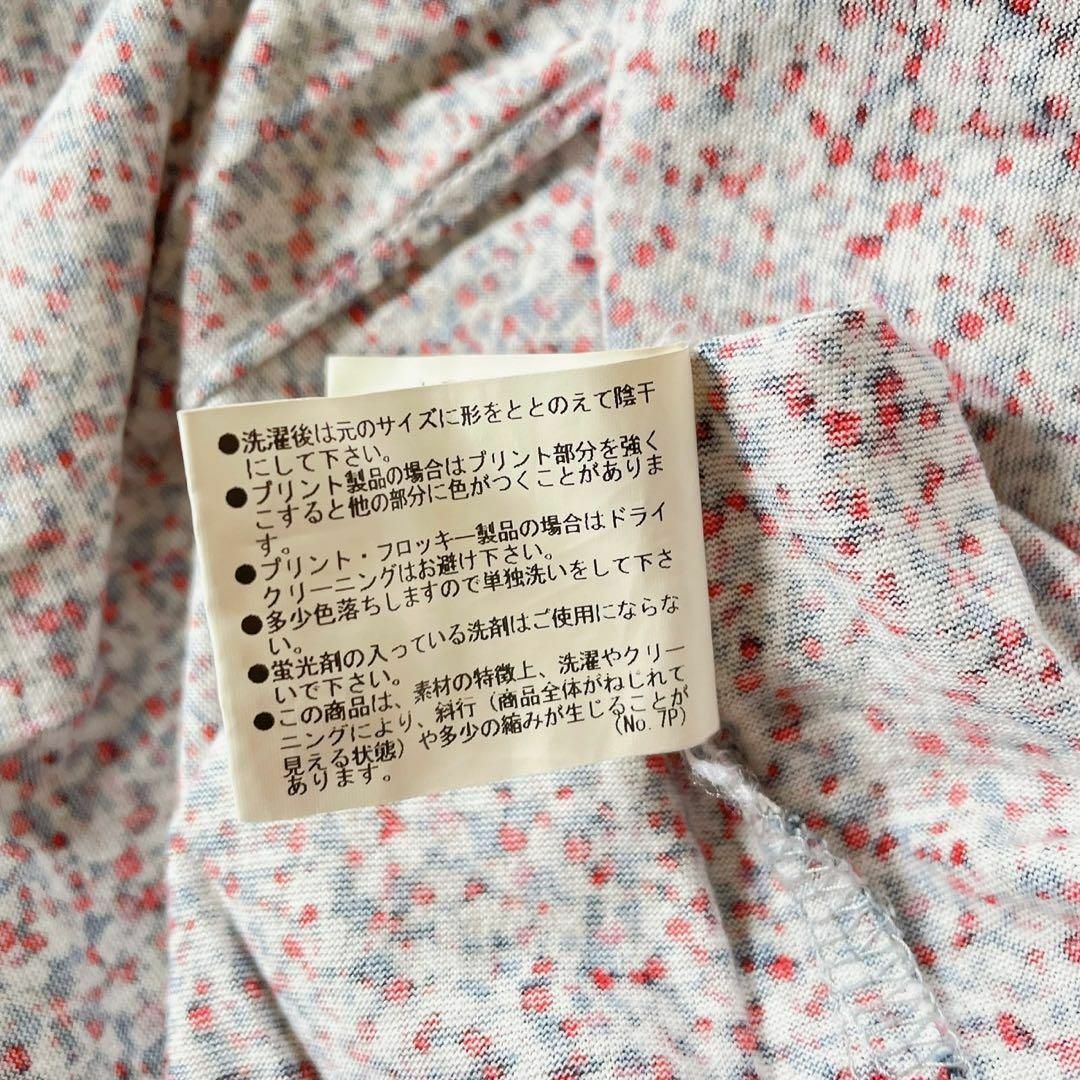 ●洗濯後は元のサイズに形をととのえて陰干
にして下さい。
●プリント製品の場合はプリント部分を強く
こすると他の部分に色がつくことがありま
す。
●プリント・フロッキー製品の場合はドライ
クリーニングはお避け下さい。
●多少色落ちしますので単独洗いをして下さ
い。
●蛍光剤の入っている洗剤はご使用にならな
いで下さい。
●この商品は、素材の特徴上、洗濯やクリー
ニングにより、斜行（商品全体がねじれて
見える状態）や多少の縮みが生じることが
あります。
(No. 7P)